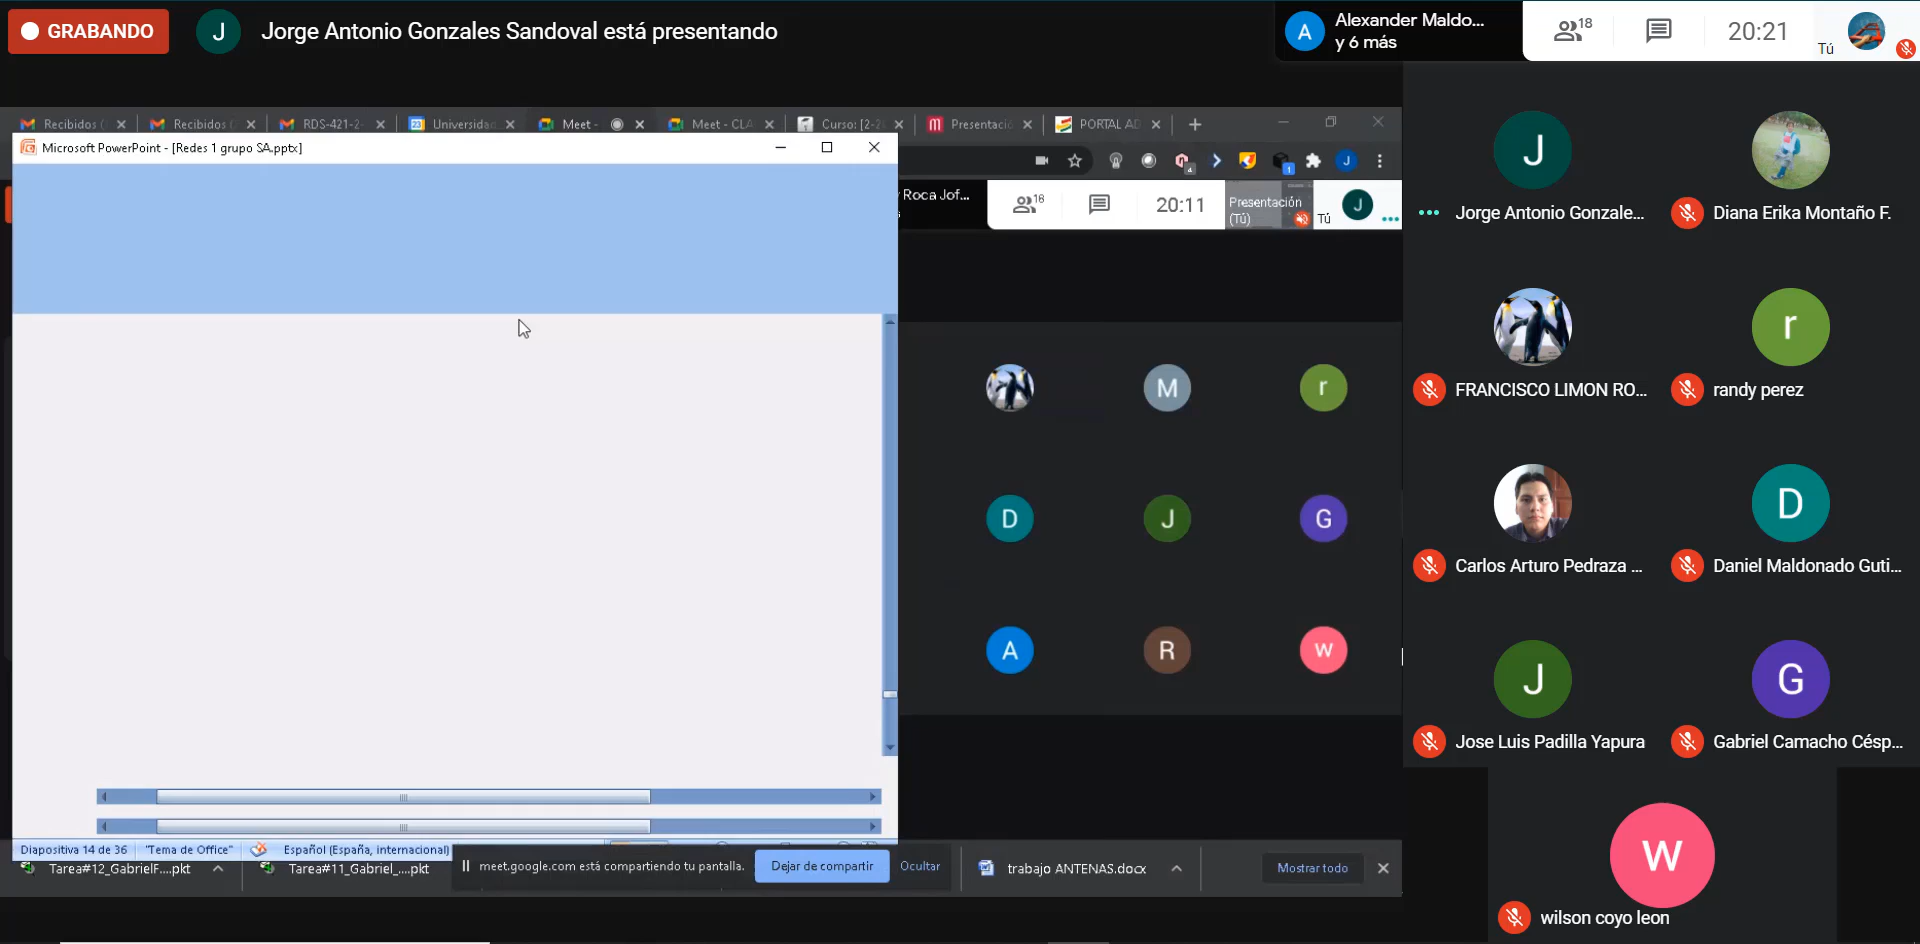 GRABANDO
J
Jorge Antonio Gonzales Sandoval está presentando
A
Alexander Maldo...
y 6 más
18
20:21
Tú
Recibidos (
Recibidos (
RDS-421-2-
Universidad
Meet -
Meet - CLA
Curso: [2-2
Presentació
PORTAL AD
Microsoft PowerPoint - [Redes 1 grupo SA.pptx]
J
Roca Jof...
18
20:11
Presentación
(Tú)
Tú
J
M
r
D
J
G
A
R
W
Diapositiva 14 de 36
"Tema de Office"
Español (España, internacional)
meet.google.com está compartiendo tu pantalla.
Dejar de compartir
Ocultar
Tarea#12_GabrielF....pkt
Tarea#11_Gabriel_....pkt
trabajo ANTENAS.docx
Mostrar todo
J
Jorge Antonio Gonzale...
Diana Erika Montaño F.
FRANCISCO LIMON RO...
r
randy perez
Carlos Arturo Pedraza ...
D
Daniel Maldonado Guti...
J
Jose Luis Padilla Yapura
G
Gabriel Camacho Césp...
W
wilson coyo leon